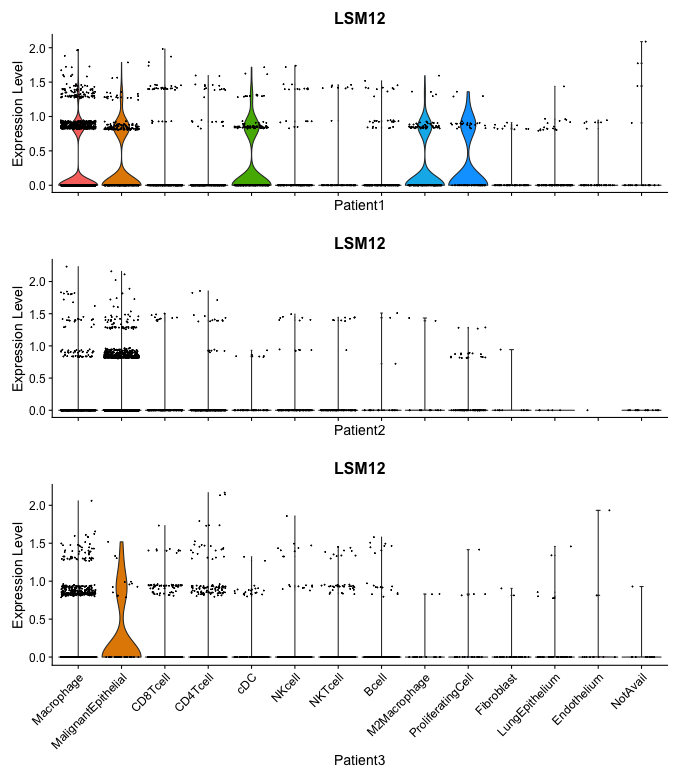 LSM12
Expression Level
2.0
1.5
1.0
0.5
0.0
Patient1
LSM12
Expression Level
2.0
1.5
1.0
0.5
0.0
Patient2
LSM12
Expression Level
2.0
1.5
1.0
0.5
0.0
Macrophage
MalignantEpithelial
CD8Tcell
CD4Tcell
cDC
NKcell
NKTcell
Bcell
M2Macrophage
ProliferatingCell
Fibroblast
LungEpithelium
Endothelium
NotAvail
Patient3